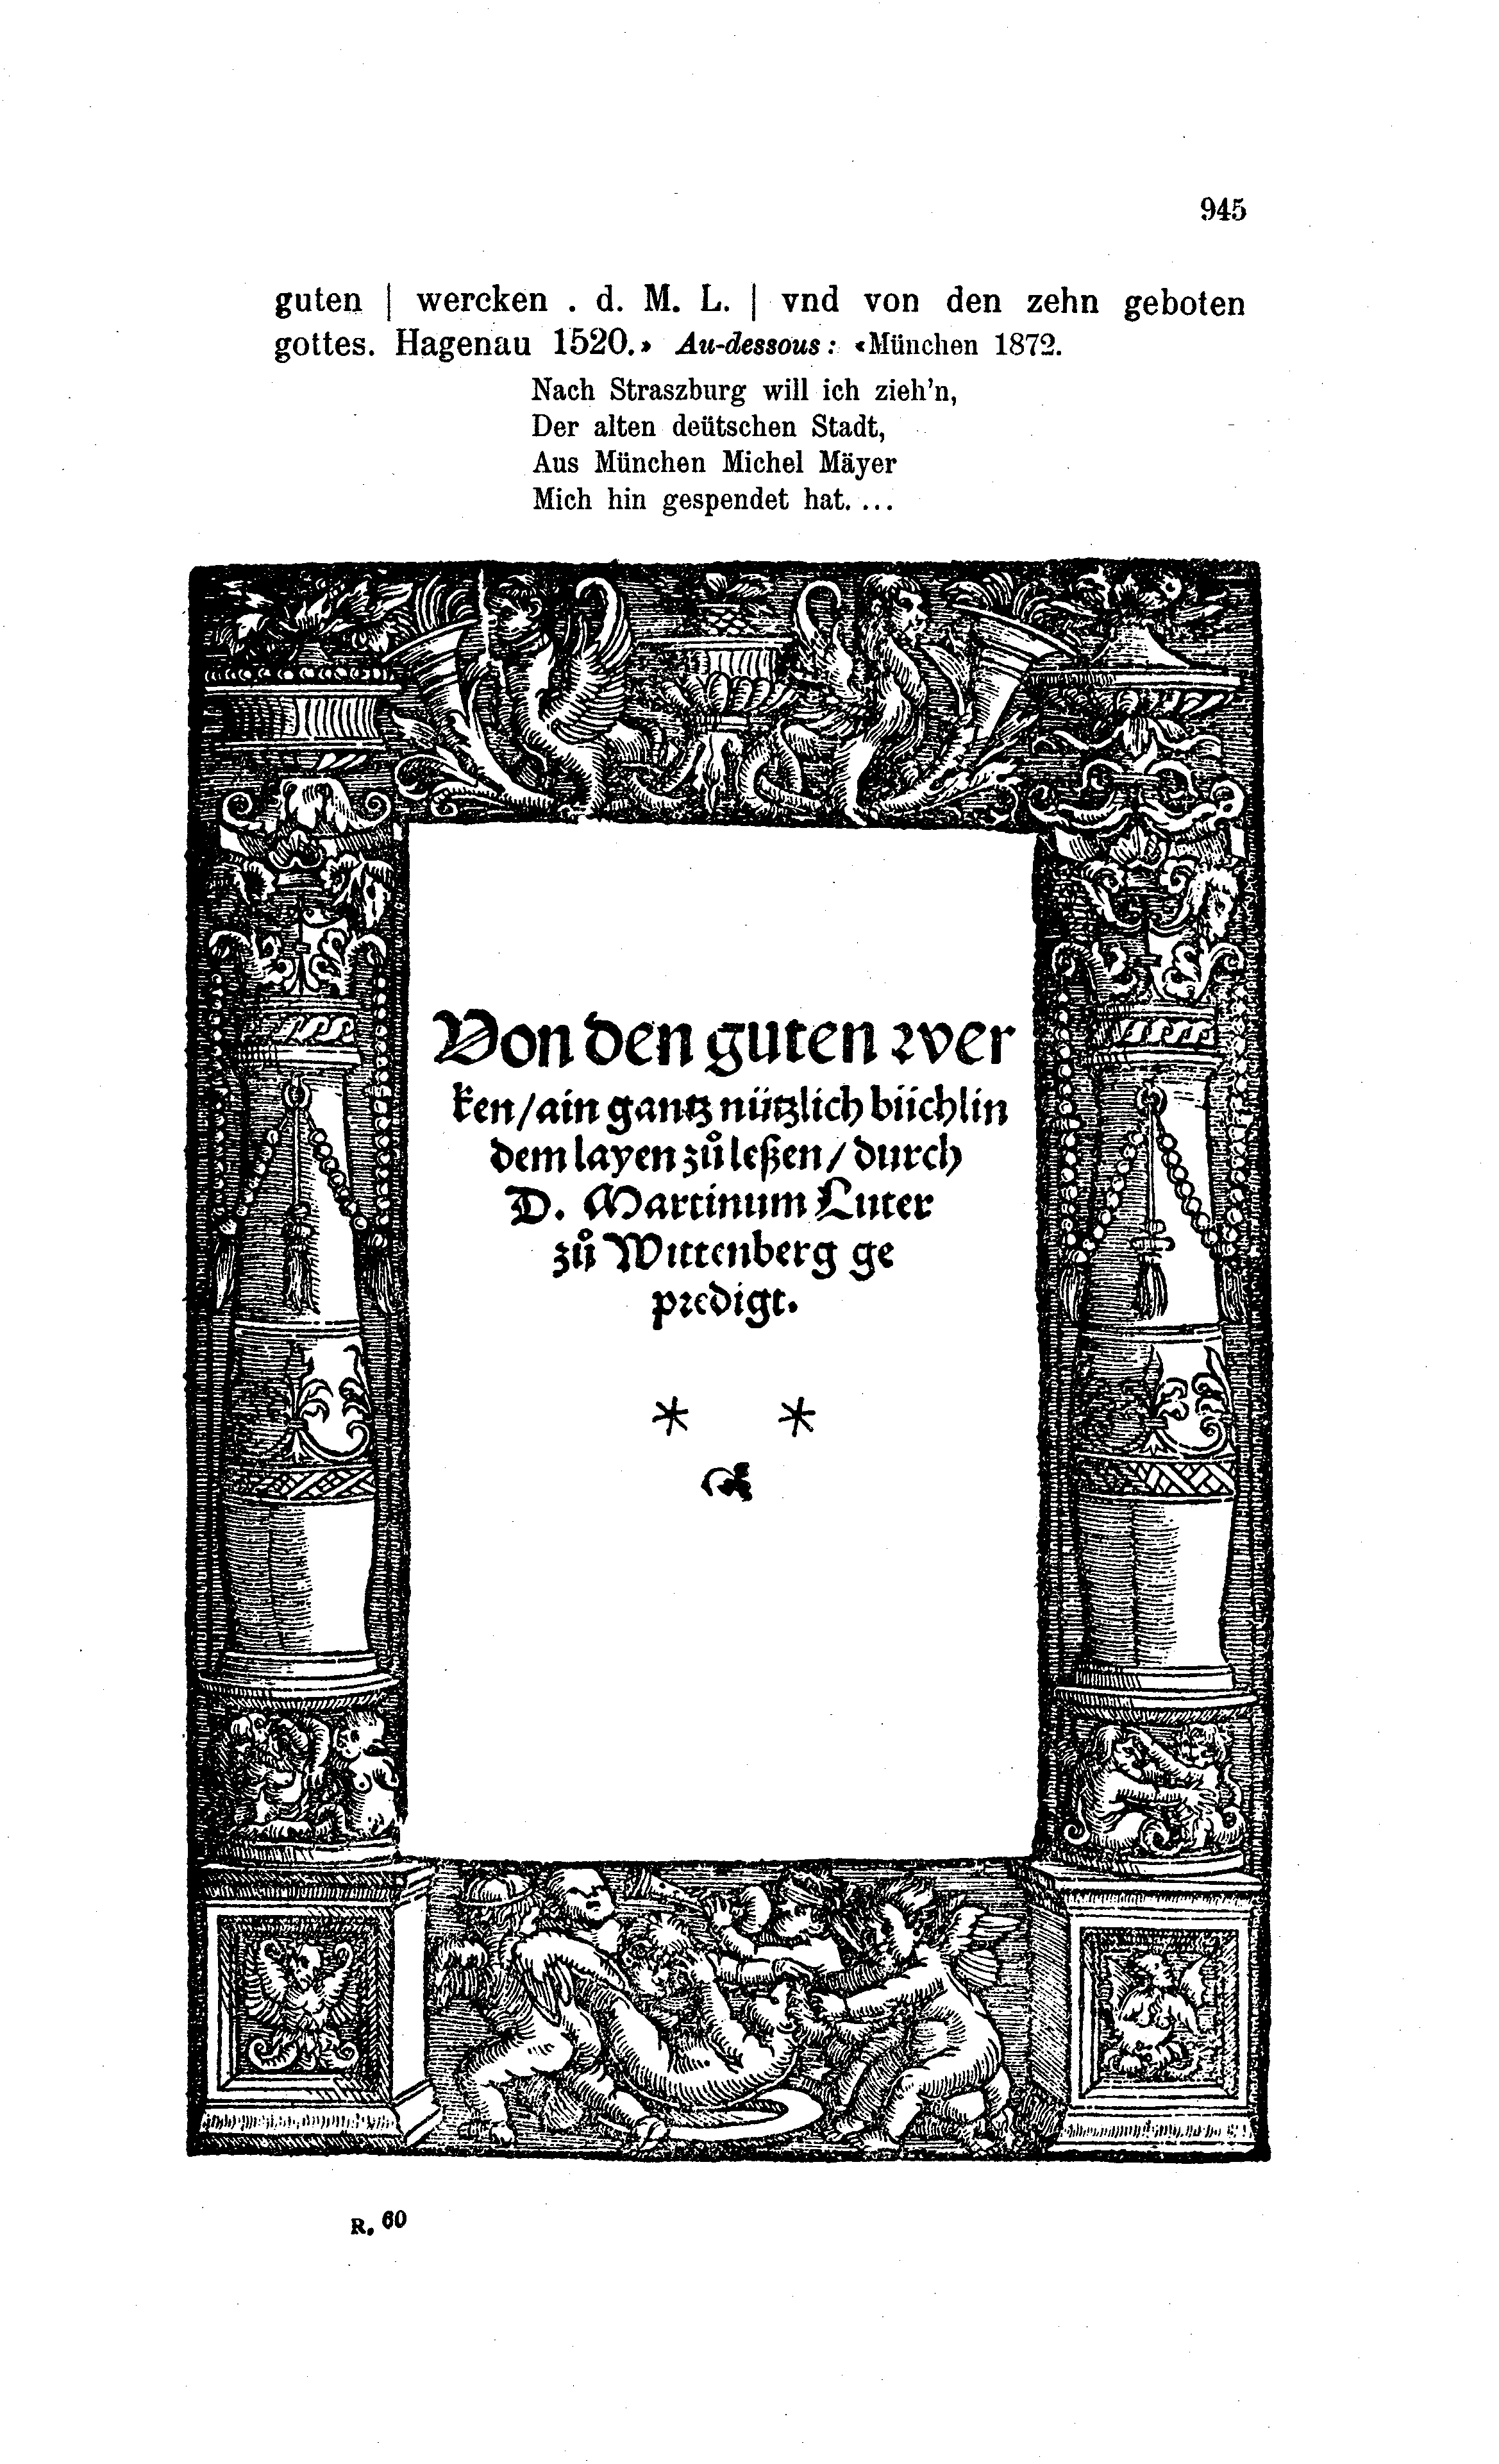 945
guten | wercken . d. M. L. | vnd von den zehn geboten
gottes. Hagenau 1520.» Au-dessous: «München 1872.
Nach Straszburg will ich zieh'n,
Der alten deütschen Stadt,
Aus München Michel Mäyer
Mich hin gespendet hat. ...
Von den guten wer
ken/ain gantz nützlich büchlin
dem layen zů leßen/durch
D. Martinum Luter
zů Wittenberg ge
predigt.
* *
R. 60